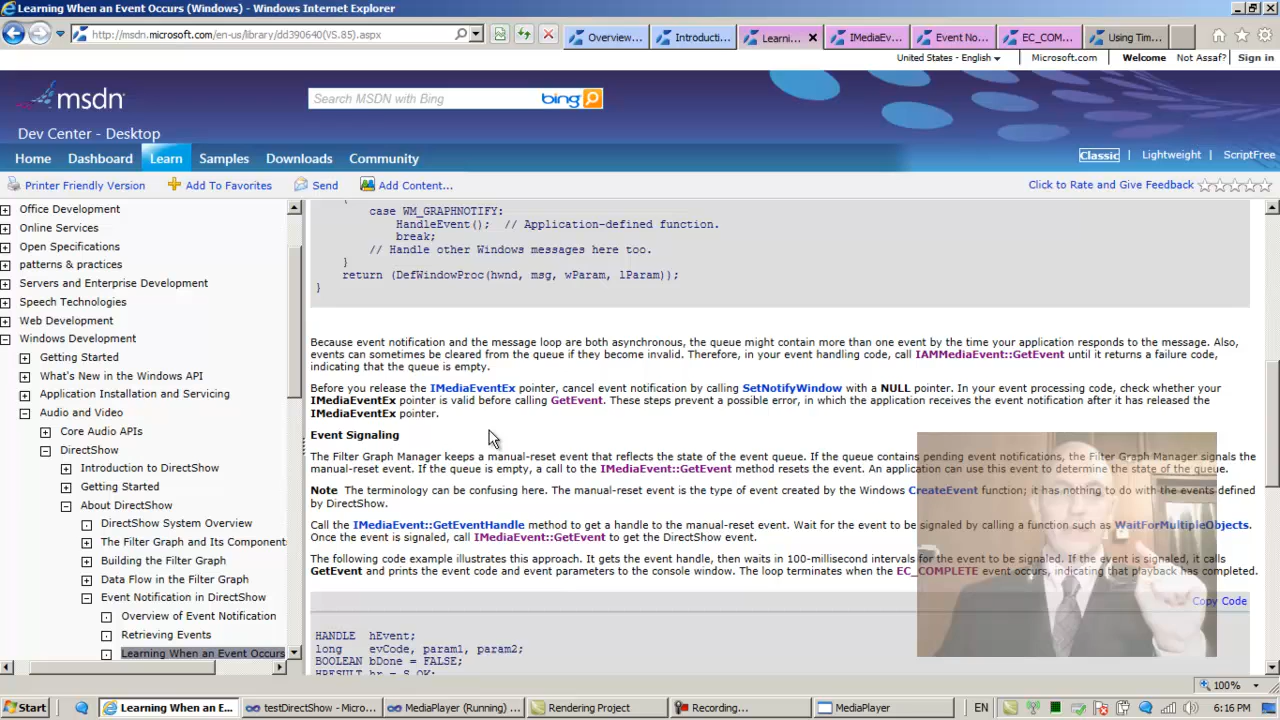 Learning When an Event Occurs (Windows) - Windows Internet Explorer
http://msdn.microsoft.com/en-us/library/dd390640(VS.85).aspx
Overview... Introducti... Learni... IMediaEv... Event No... EC_COM... Using Tim...
United States - English Microsoft.com Welcome Not Assaf? Sign in
msdn
Search MSDN with Bing bing
Dev Center - Desktop
Home Dashboard Learn Samples Downloads Community
Classic | Lightweight | ScriptFree
Printer Friendly Version Add To Favorites Send Add Content...
Click to Rate and Give Feedback
Office Development
Online Services
Open Specifications
patterns & practices
Servers and Enterprise Development
Speech Technologies
Web Development
Windows Development
Getting Started
What's New in the Windows API
Application Installation and Servicing
Audio and Video
Core Audio APIs
DirectShow
Introduction to DirectShow
Getting Started
About DirectShow
DirectShow System Overview
The Filter Graph and Its Component
Building the Filter Graph
Data Flow in the Filter Graph
Event Notification in DirectShow
Overview of Event Notification
Retrieving Events
Learning When an Event Occurs
{
case WM_GRAPHNOTIFY:
HandleEvent(); // Application-defined function.
break;
// Handle other Windows messages here too.
}
return (DefWindowProc(hwnd, msg, wParam, lParam));
}
Because event notification and the message loop are both asynchronous, the queue might contain more than one event by the time your application responds to the message. Also,
events can sometimes be cleared from the queue if they become invalid. Therefore, in your event handling code, call IAMMediaEvent::GetEvent until it returns a failure code,
indicating that the queue is empty.
Before you release the IMediaEventEx pointer, cancel event notification by calling SetNotifyWindow with a NULL pointer. In your event processing code, check whether your
IMediaEventEx pointer is valid before calling GetEvent. These steps prevent a possible error, in which the application receives the event notification after it has released the
IMediaEventEx pointer.
Event Signaling
The Filter Graph Manager keeps a manual-reset event that reflects the state of the event queue. If the queue contains pending event notifications, the Filter Graph Manager signals the
manual-reset event. If the queue is empty, a call to the IMediaEvent::GetEvent method resets the event. An application can use this event to determine the state of the queue.
Note The terminology can be confusing here. The manual-reset event is the type of event created by the Windows CreateEvent function; it has nothing to do with the events defined
by DirectShow.
Call the IMediaEvent::GetEventHandle method to get a handle to the manual-reset event. Wait for the event to be signaled by calling a function such as WaitForMultipleObjects.
Once the event is signaled, call IMediaEvent::GetEvent to get the DirectShow event.
The following code example illustrates this approach. It gets the event handle, then waits in 100-millisecond intervals for the event to be signaled. If the event is signaled, it calls
GetEvent and prints the event code and event parameters to the console window. The loop terminates when the EC_COMPLETE event occurs, indicating that playback has completed.
Copy Code
HANDLE hEvent;
long evCode, param1, param2;
BOOLEAN bDone = FALSE;
HRESULT hr = S_OK;
100%
Start Learning When an E... testDirectShow - Micros... MediaPlayer (Running) ... Rendering Project Recording... MediaPlayer EN 6:16 PM